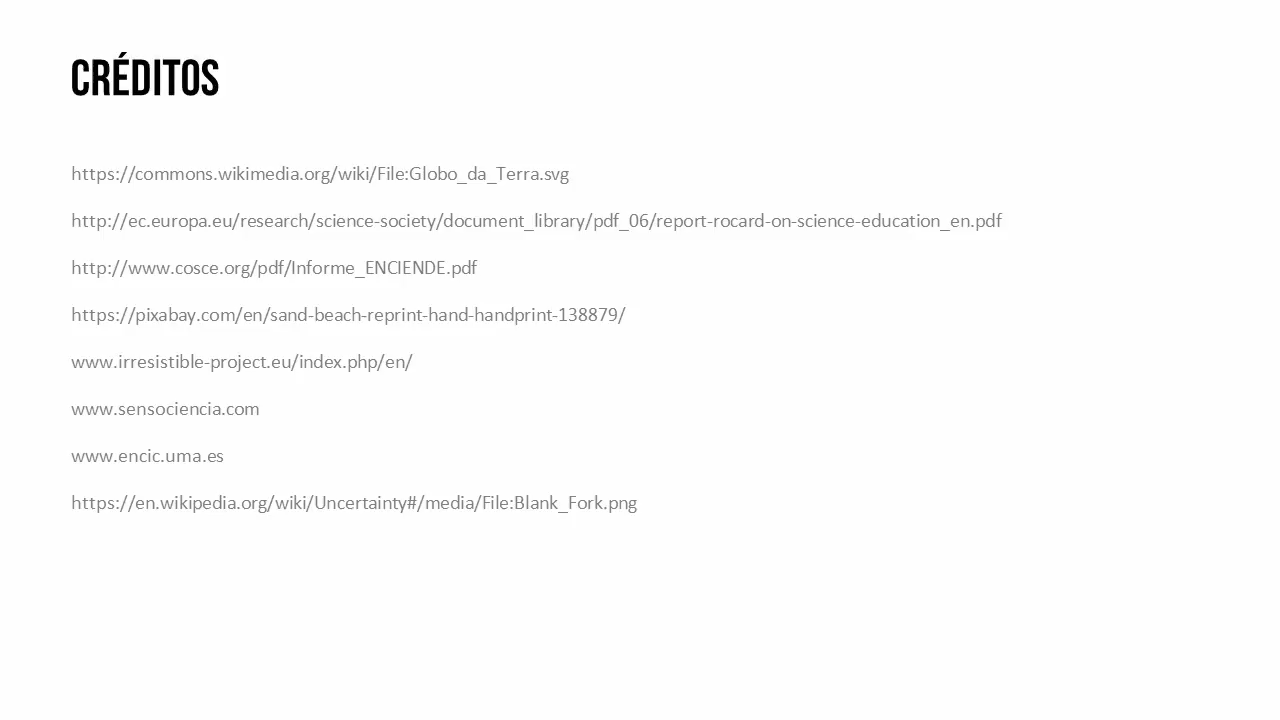 CRÉDITOS
https://commons.wikimedia.org/wiki/File:Globo_da_Terra.svg
http://ec.europa.eu/research/science-society/document_library/pdf_06/report-rocard-on-science-education_en.pdf
http://www.cosce.org/pdf/Informe_ENCIENDE.pdf
https://pixabay.com/en/sand-beach-reprint-hand-handprint-138879/
www.irresistible-project.eu/index.php/en/
www.sensociencia.com
www.encic.uma.es
https://en.wikipedia.org/wiki/Uncertainty#/media/File:Blank_Fork.png